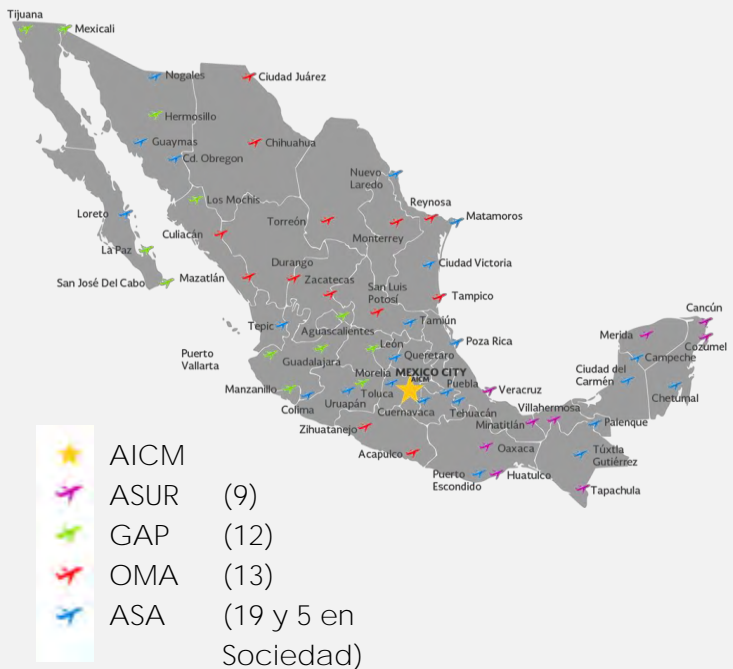 Tijuana
Mexicali
Nogales
Ciudad Juárez
Hermosillo
Guaymas
Chihuahua
Cd. Obregon
Nuevo
Laredo
Los Mochis
Reynosa
Loreto
Matamoros
Culiacán
Torreón
Monterrey
La Paz
Ciudad Victoria
Durango
San José Del Cabo
Mazatlán
Zacatecas
San Luis
Potosí
Tampico
Cancún
Tepic
Aguascalientes
Tamiún
Merida
Cozumel
Poza Rica
León
Puerto
Vallarta
Guadalajara
Queretaro
Campeche
Ciudad del
Carmén
MEXICO CITY
AICM
Morelia
Puebla
Manzanillo
Toluca
Veracruz
Chetumal
Colima
Uruapán
Cuernavaca
Tehuacán
Villahermosa
Minatitlán
Palenque
Zihuatanejo
Oaxaca
Túxtla
Gutiérrez
Acapulco
Puerto
Escondido
Huatulco
Tapachula
AICM
ASUR (9)
GAP (12)
OMA (13)
ASA (19 y 5 en
Sociedad)